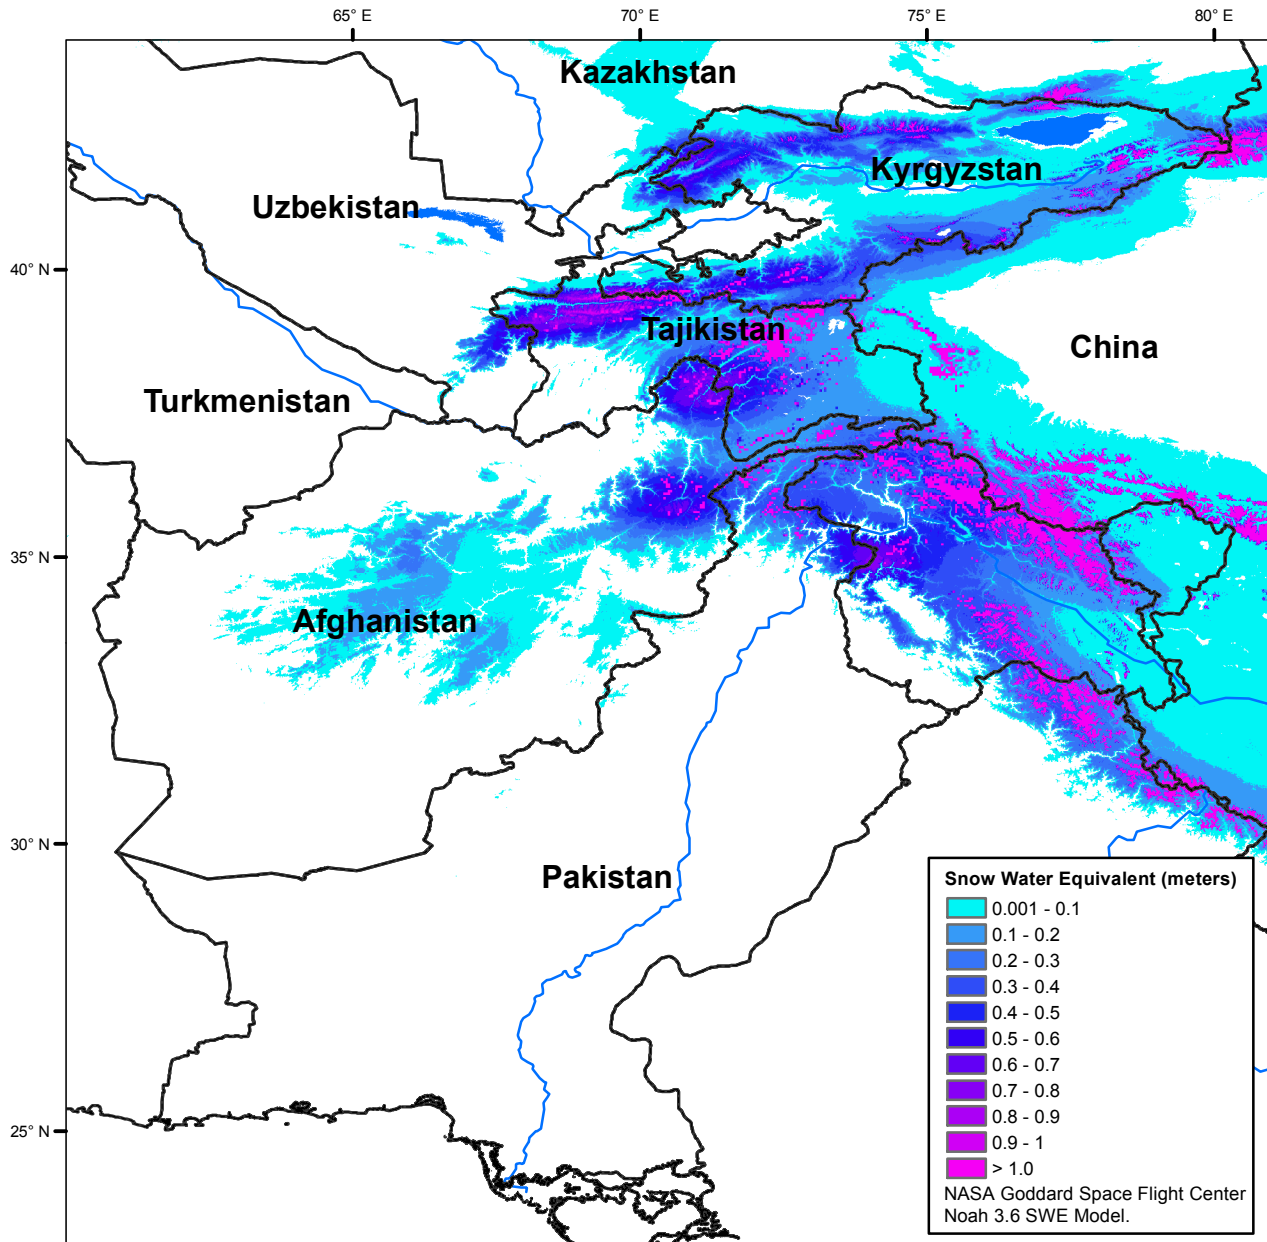 65° E
70° E
75° E
80° E
Kazakhstan
Kyrgyzstan
Uzbekistan
40° N
Tajikistan
China
Turkmenistan
35° N
Afghanistan
30° N
Pakistan
25° N
Snow Water Equivalent (meters)
0.001 - 0.1
0.1 - 0.2
0.2 - 0.3
0.3 - 0.4
0.4 - 0.5
0.5 - 0.6
0.6 - 0.7
0.7 - 0.8
0.8 - 0.9
0.9 - 1
> 1.0
NASA Goddard Space Flight Center
Noah 3.6 SWE Model.